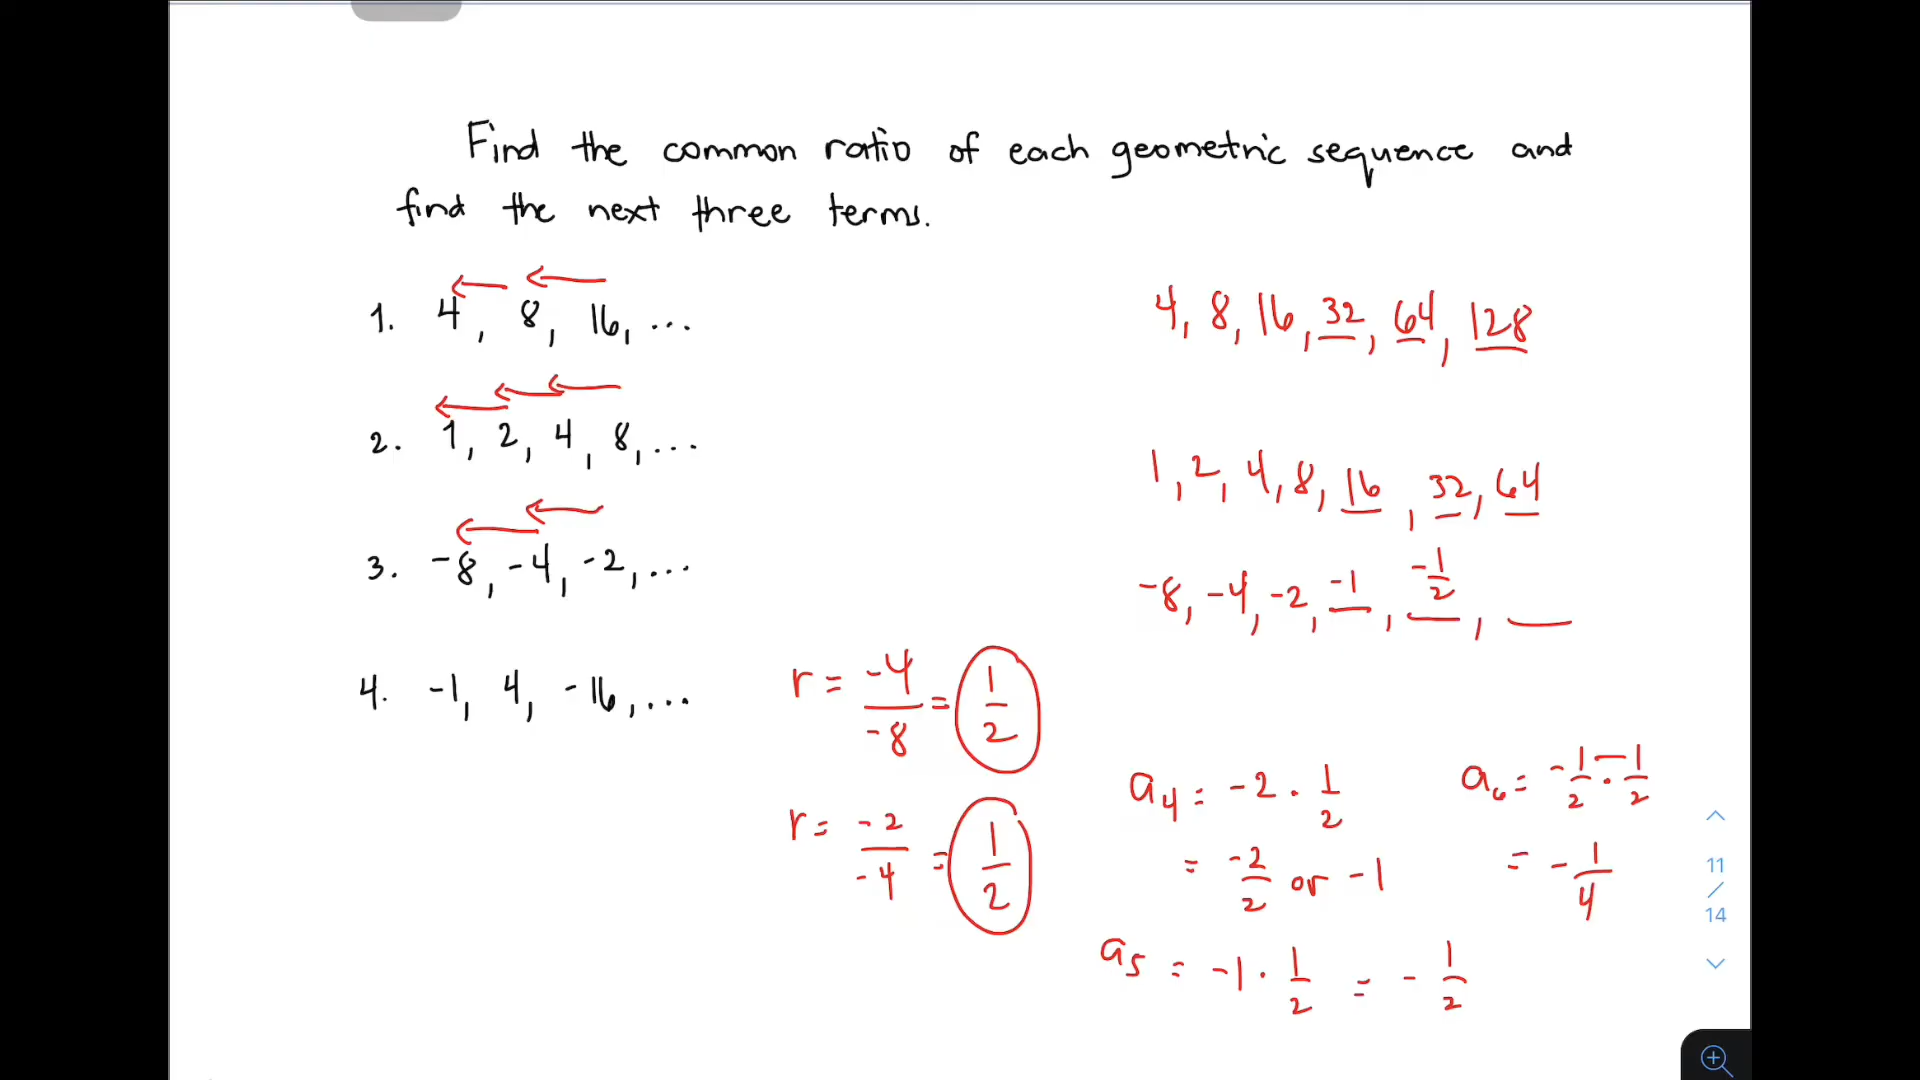 Find the common ratio of each geometric sequence and
find the next three terms.
1. 4, 8, 16, ...
4, 8, 16, 32, 64, 128
2. 1, 2, 4, 8, ...
1, 2, 4, 8, 16, 32, 64
3. -8, -4, -2, ...
-8, -4, -2, -1, -1/2, __
4. -1, 4, -16, ...
r = -4/-8 = 1/2
r = -2/-4 = 1/2
a4 = -2 · 1/2
= -2/2 or -1
a5 = -1 · 1/2 = - 1/2
a6 = -1/2 · 1/2
= - 1/4
11
/
14